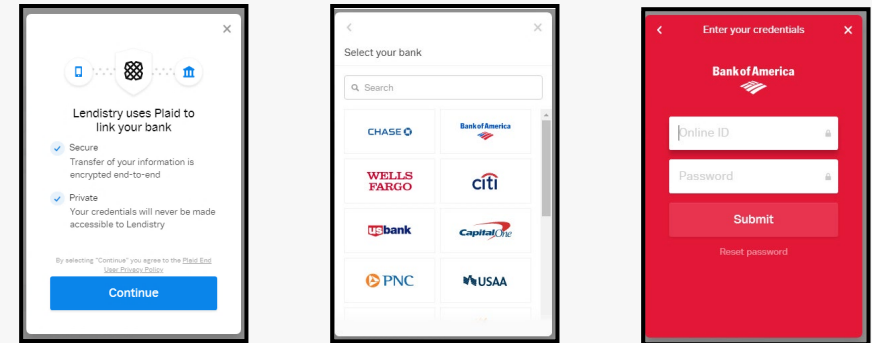 Lendistry uses Plaid to
link your bank
Secure
Transfer of your information is
encrypted end-to-end
Private
Your credentials will never be made
accessible to Lendistry
By selecting "Continue" you agree to the Plaid End
User Privacy Policy
Continue
Select your bank
Search
CHASE
Bank of America
WELLS
FARGO
citi
usbank
Capital One
PNC
USAA
Enter your credentials
Bank of America
Online ID
Password
Submit
Reset password